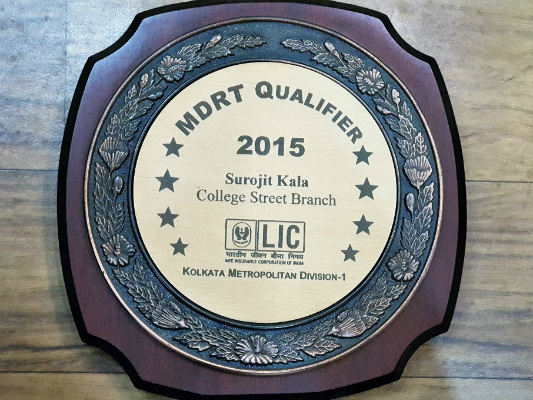 MDRT QUALIFIER
2015
Surojit Kala
College Street Branch
LIC
भारतीय जीवन बीमा निगम
LIFE INSURANCE CORPORATION OF INDIA
KOLKATA METROPOLITAN DIVISION-1